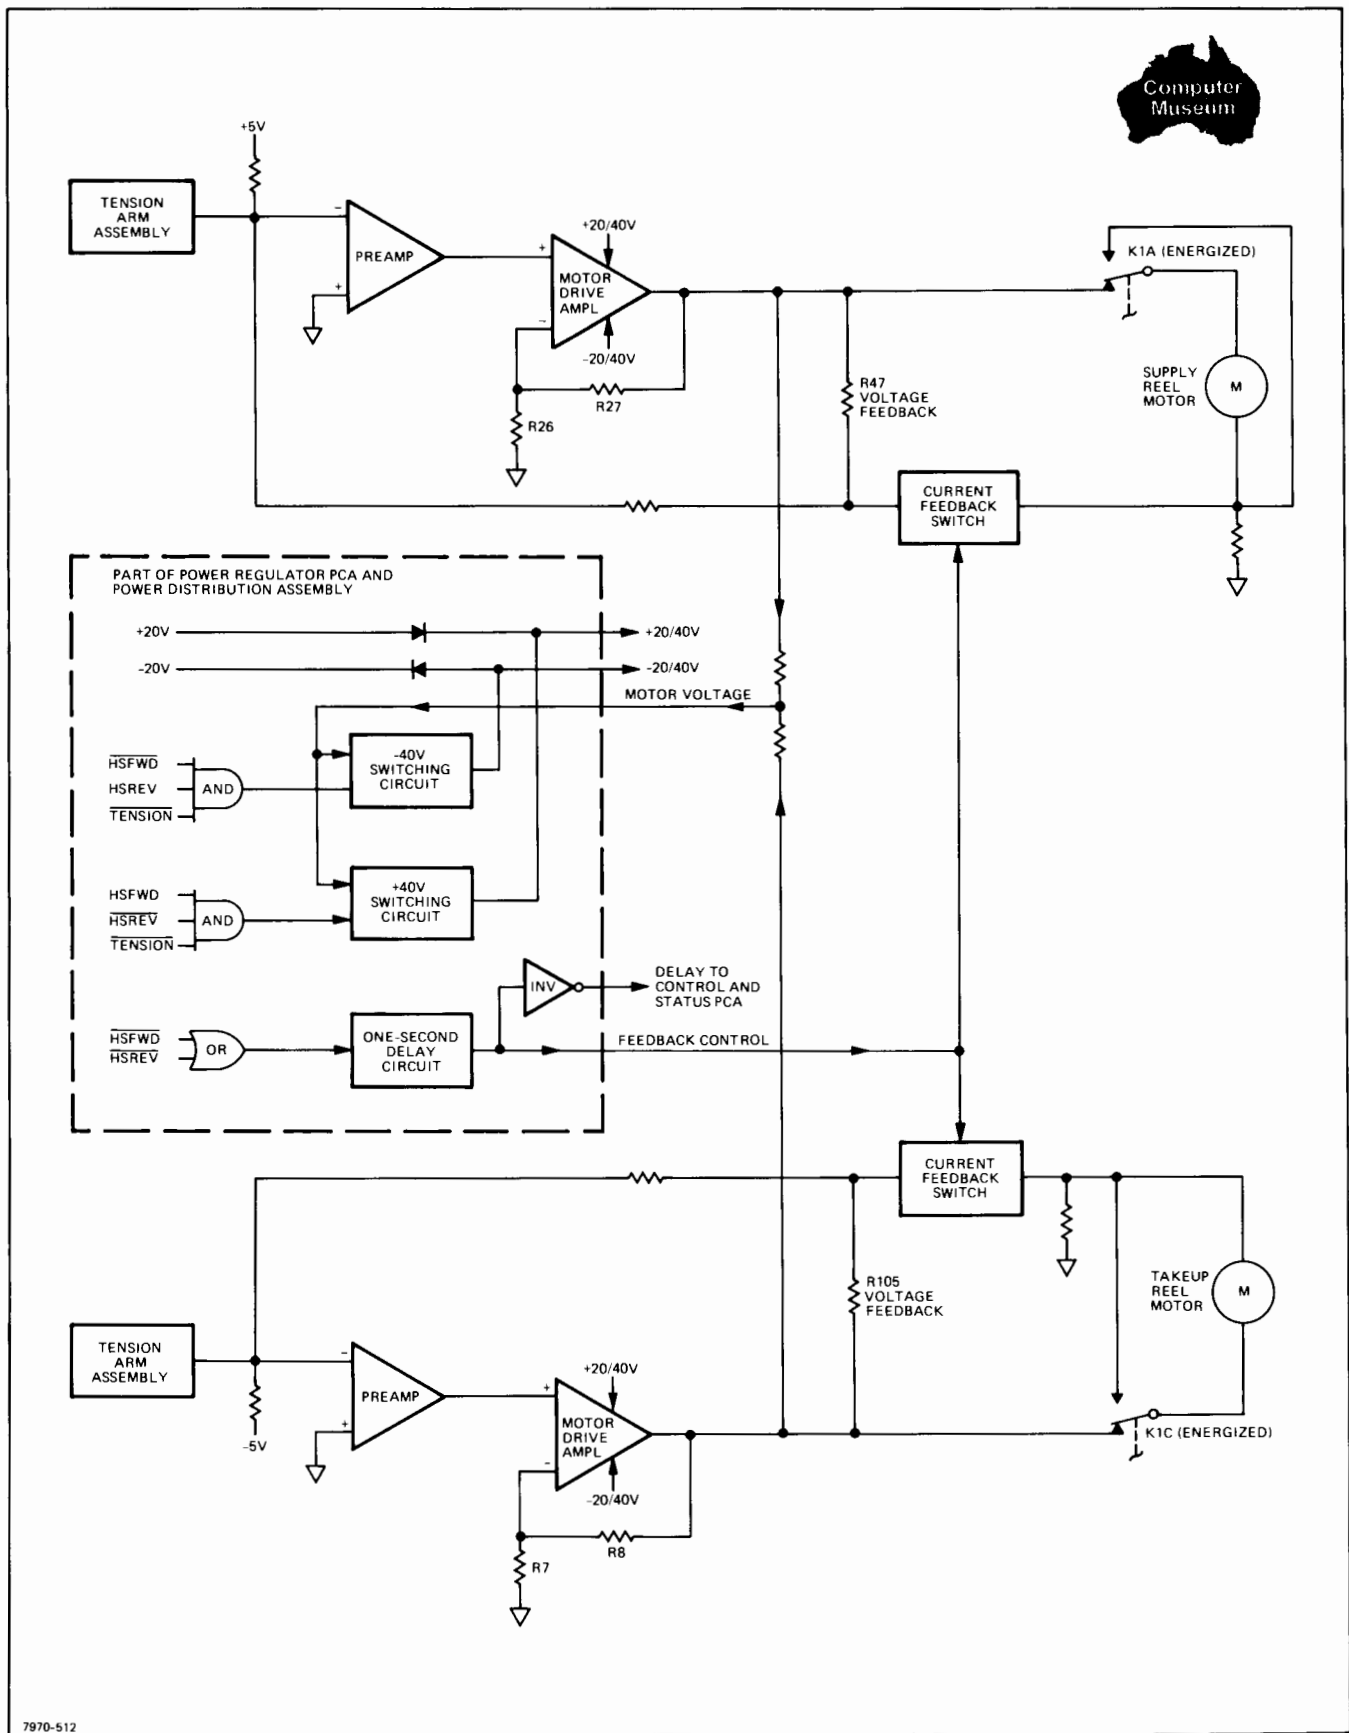 Computer
Museum
+5V
TENSION
ARM
ASSEMBLY
-
PREAMP
+
+20/40V
+
MOTOR
DRIVE
AMPL
-
-20/40V
R27
R26
K1A (ENERGIZED)
R47
VOLTAGE
FEEDBACK
SUPPLY
REEL
MOTOR
M
CURRENT
FEEDBACK
SWITCH
PART OF POWER REGULATOR PCA AND
POWER DISTRIBUTION ASSEMBLY
+20V
+20/40V
-20V
-20/40V
MOTOR VOLTAGE
HSFWD
HSREV
TENSION
AND
-40V
SWITCHING
CIRCUIT
HSFWD
HSREV
TENSION
AND
+40V
SWITCHING
CIRCUIT
INV
DELAY TO
CONTROL AND
STATUS PCA
HSFWD
HSREV
OR
ONE-SECOND
DELAY
CIRCUIT
FEEDBACK CONTROL
CURRENT
FEEDBACK
SWITCH
R105
VOLTAGE
FEEDBACK
TAKEUP
REEL
MOTOR
M
TENSION
ARM
ASSEMBLY
-
PREAMP
+
-5V
+20/40V
+
MOTOR
DRIVE
AMPL
-
-20/40V
K1C (ENERGIZED)
R8
R7
7970-512